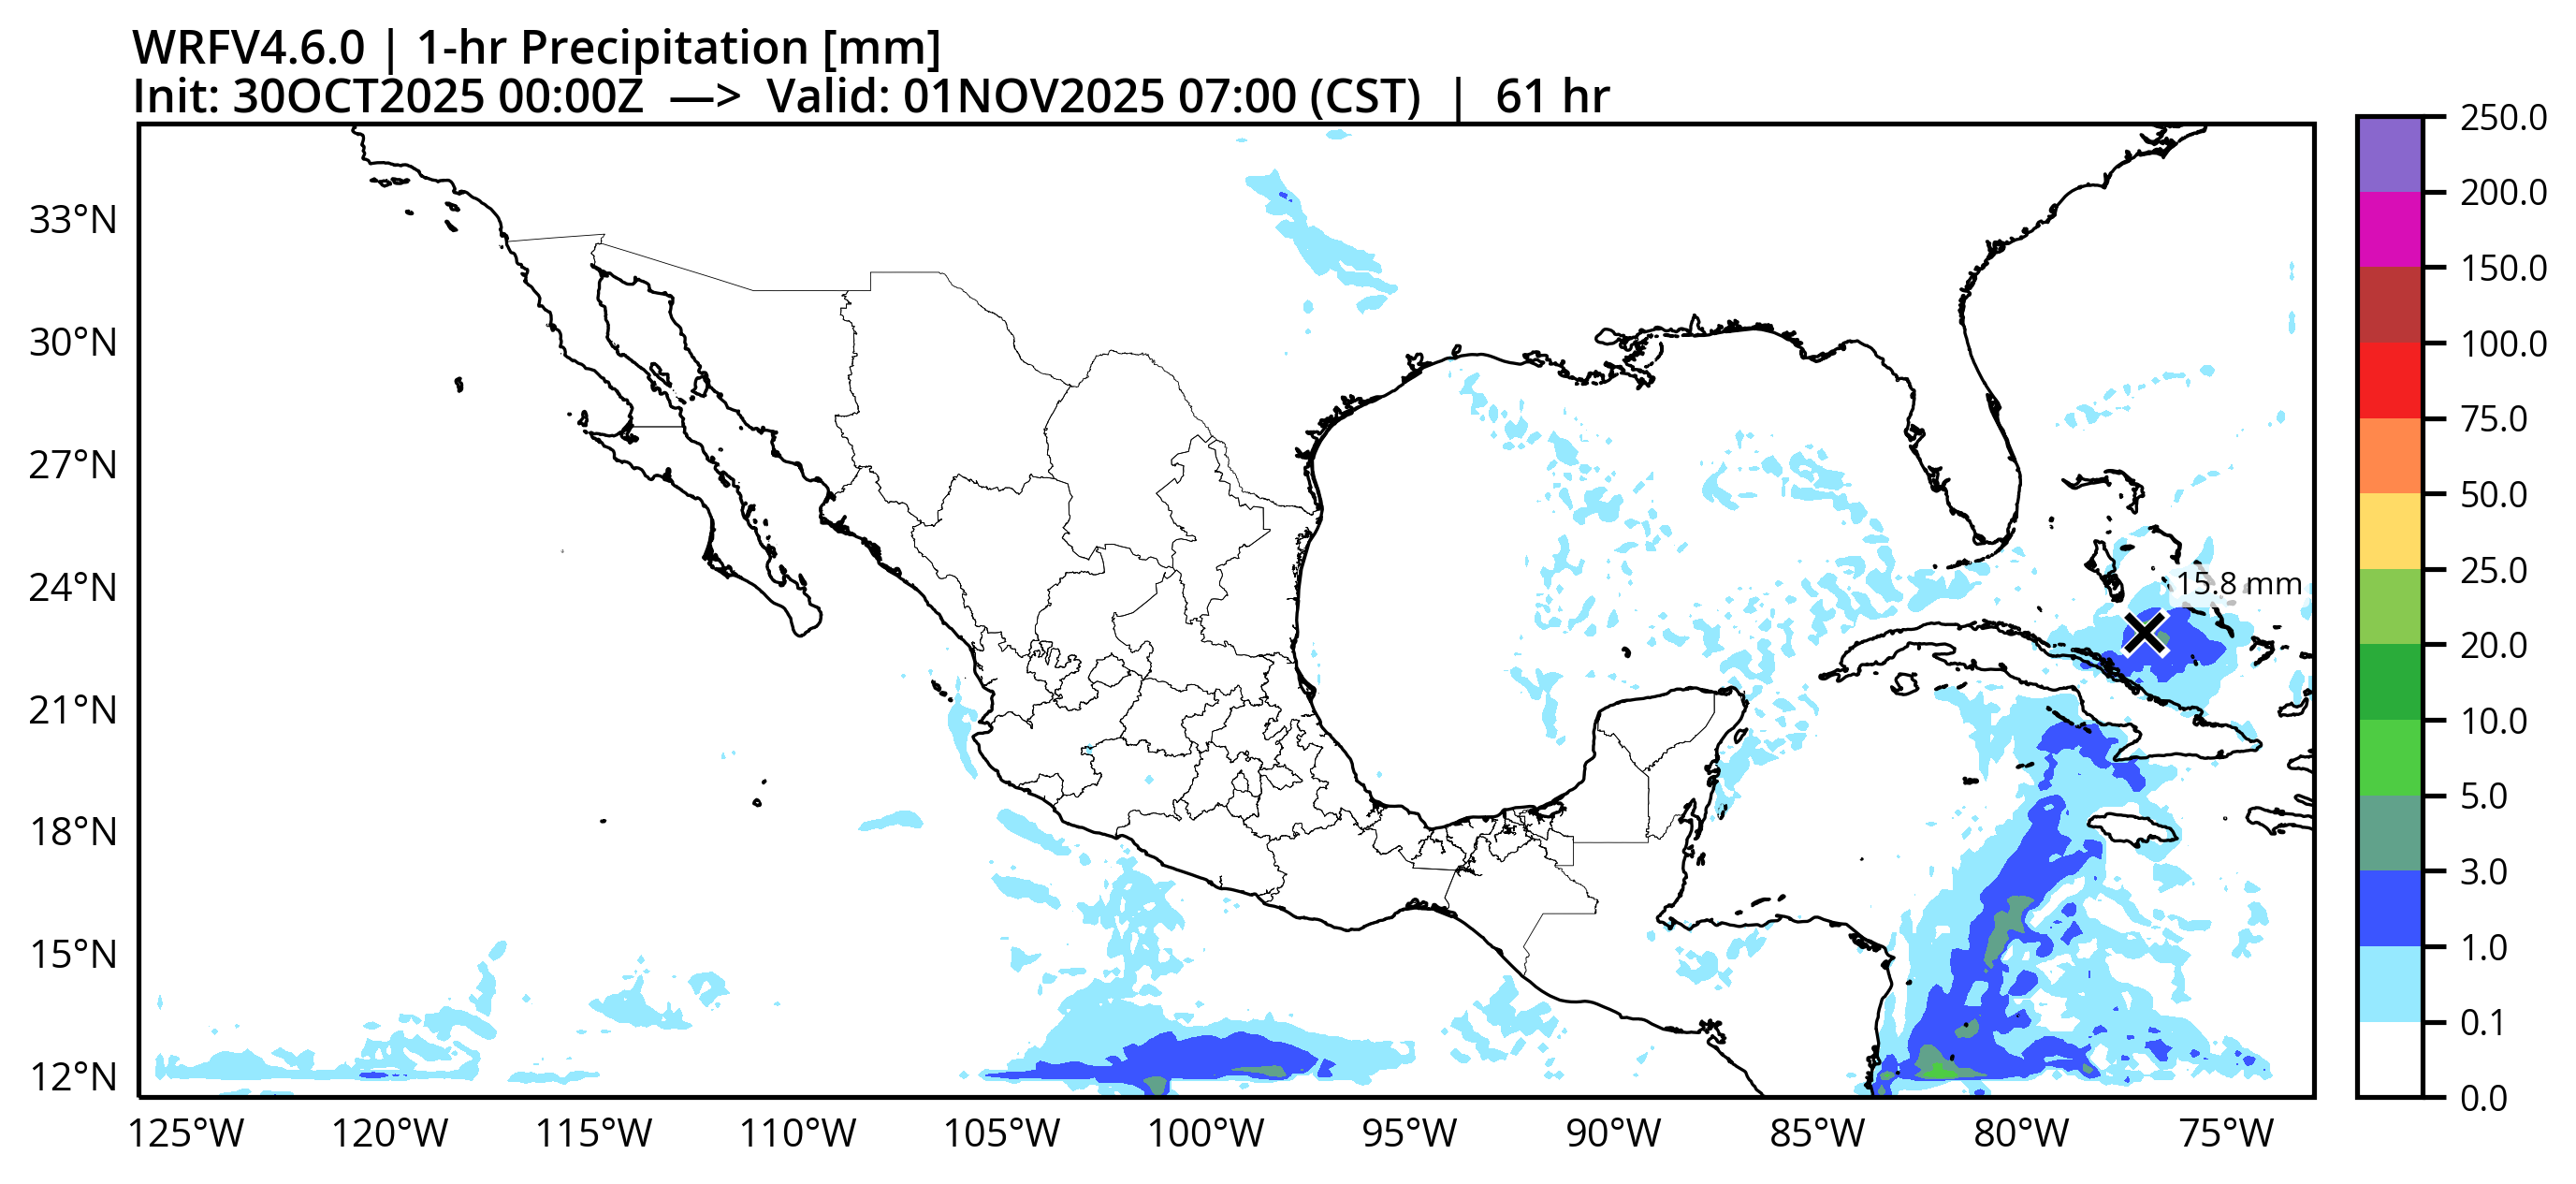 WRFV4.6.0 | 1-hr Precipitation [mm]
Init: 30OCT2025 00:00Z —> Valid: 01NOV2025 07:00 (CST) | 61 hr
33°N
30°N
27°N
24°N
21°N
18°N
15°N
12°N
15.8 mm
125°W 120°W 115°W 110°W 105°W 100°W 95°W 90°W 85°W 80°W 75°W
250.0
200.0
150.0
100.0
75.0
50.0
25.0
20.0
10.0
5.0
3.0
1.0
0.1
0.0